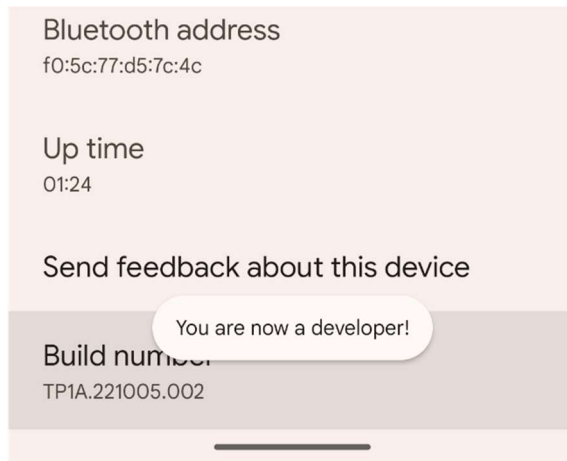 Bluetooth address
f0:5c:77:d5:7c:4c
Up time
01:24
Send feedback about this device
You are now a developer!
Build number
TP1A.221005.002